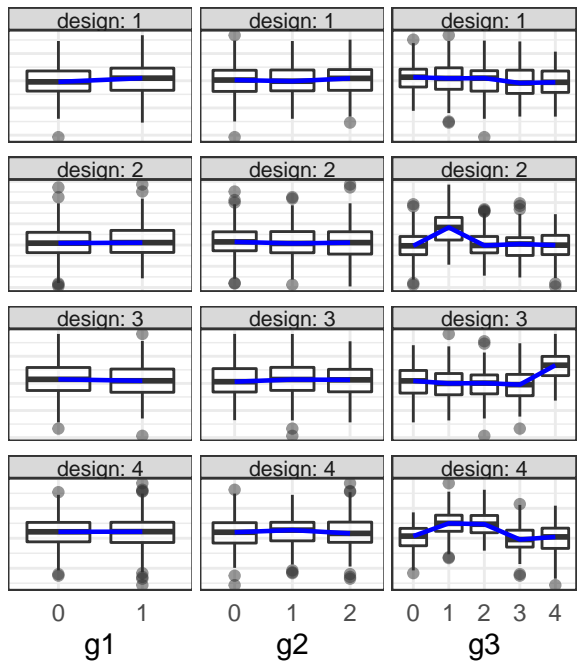 design: 1 design: 1 design: 1
design: 2 design: 2 design: 2
design: 3 design: 3 design: 3
design: 4 design: 4 design: 4
0 1 0 1 2 0 1 2 3 4
g1 g2 g3